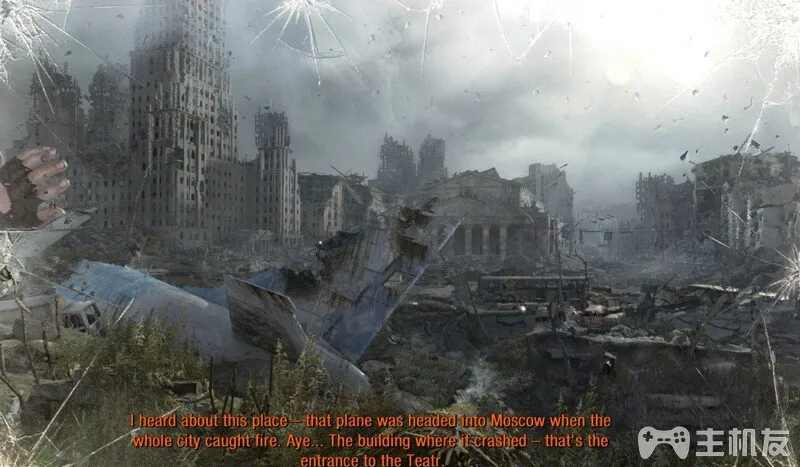 I heard about this place – that plane was headed into Moscow when the
whole city caught fire. Aye... The building where it crashed – that's the
entrance to the Teatr.
主机友